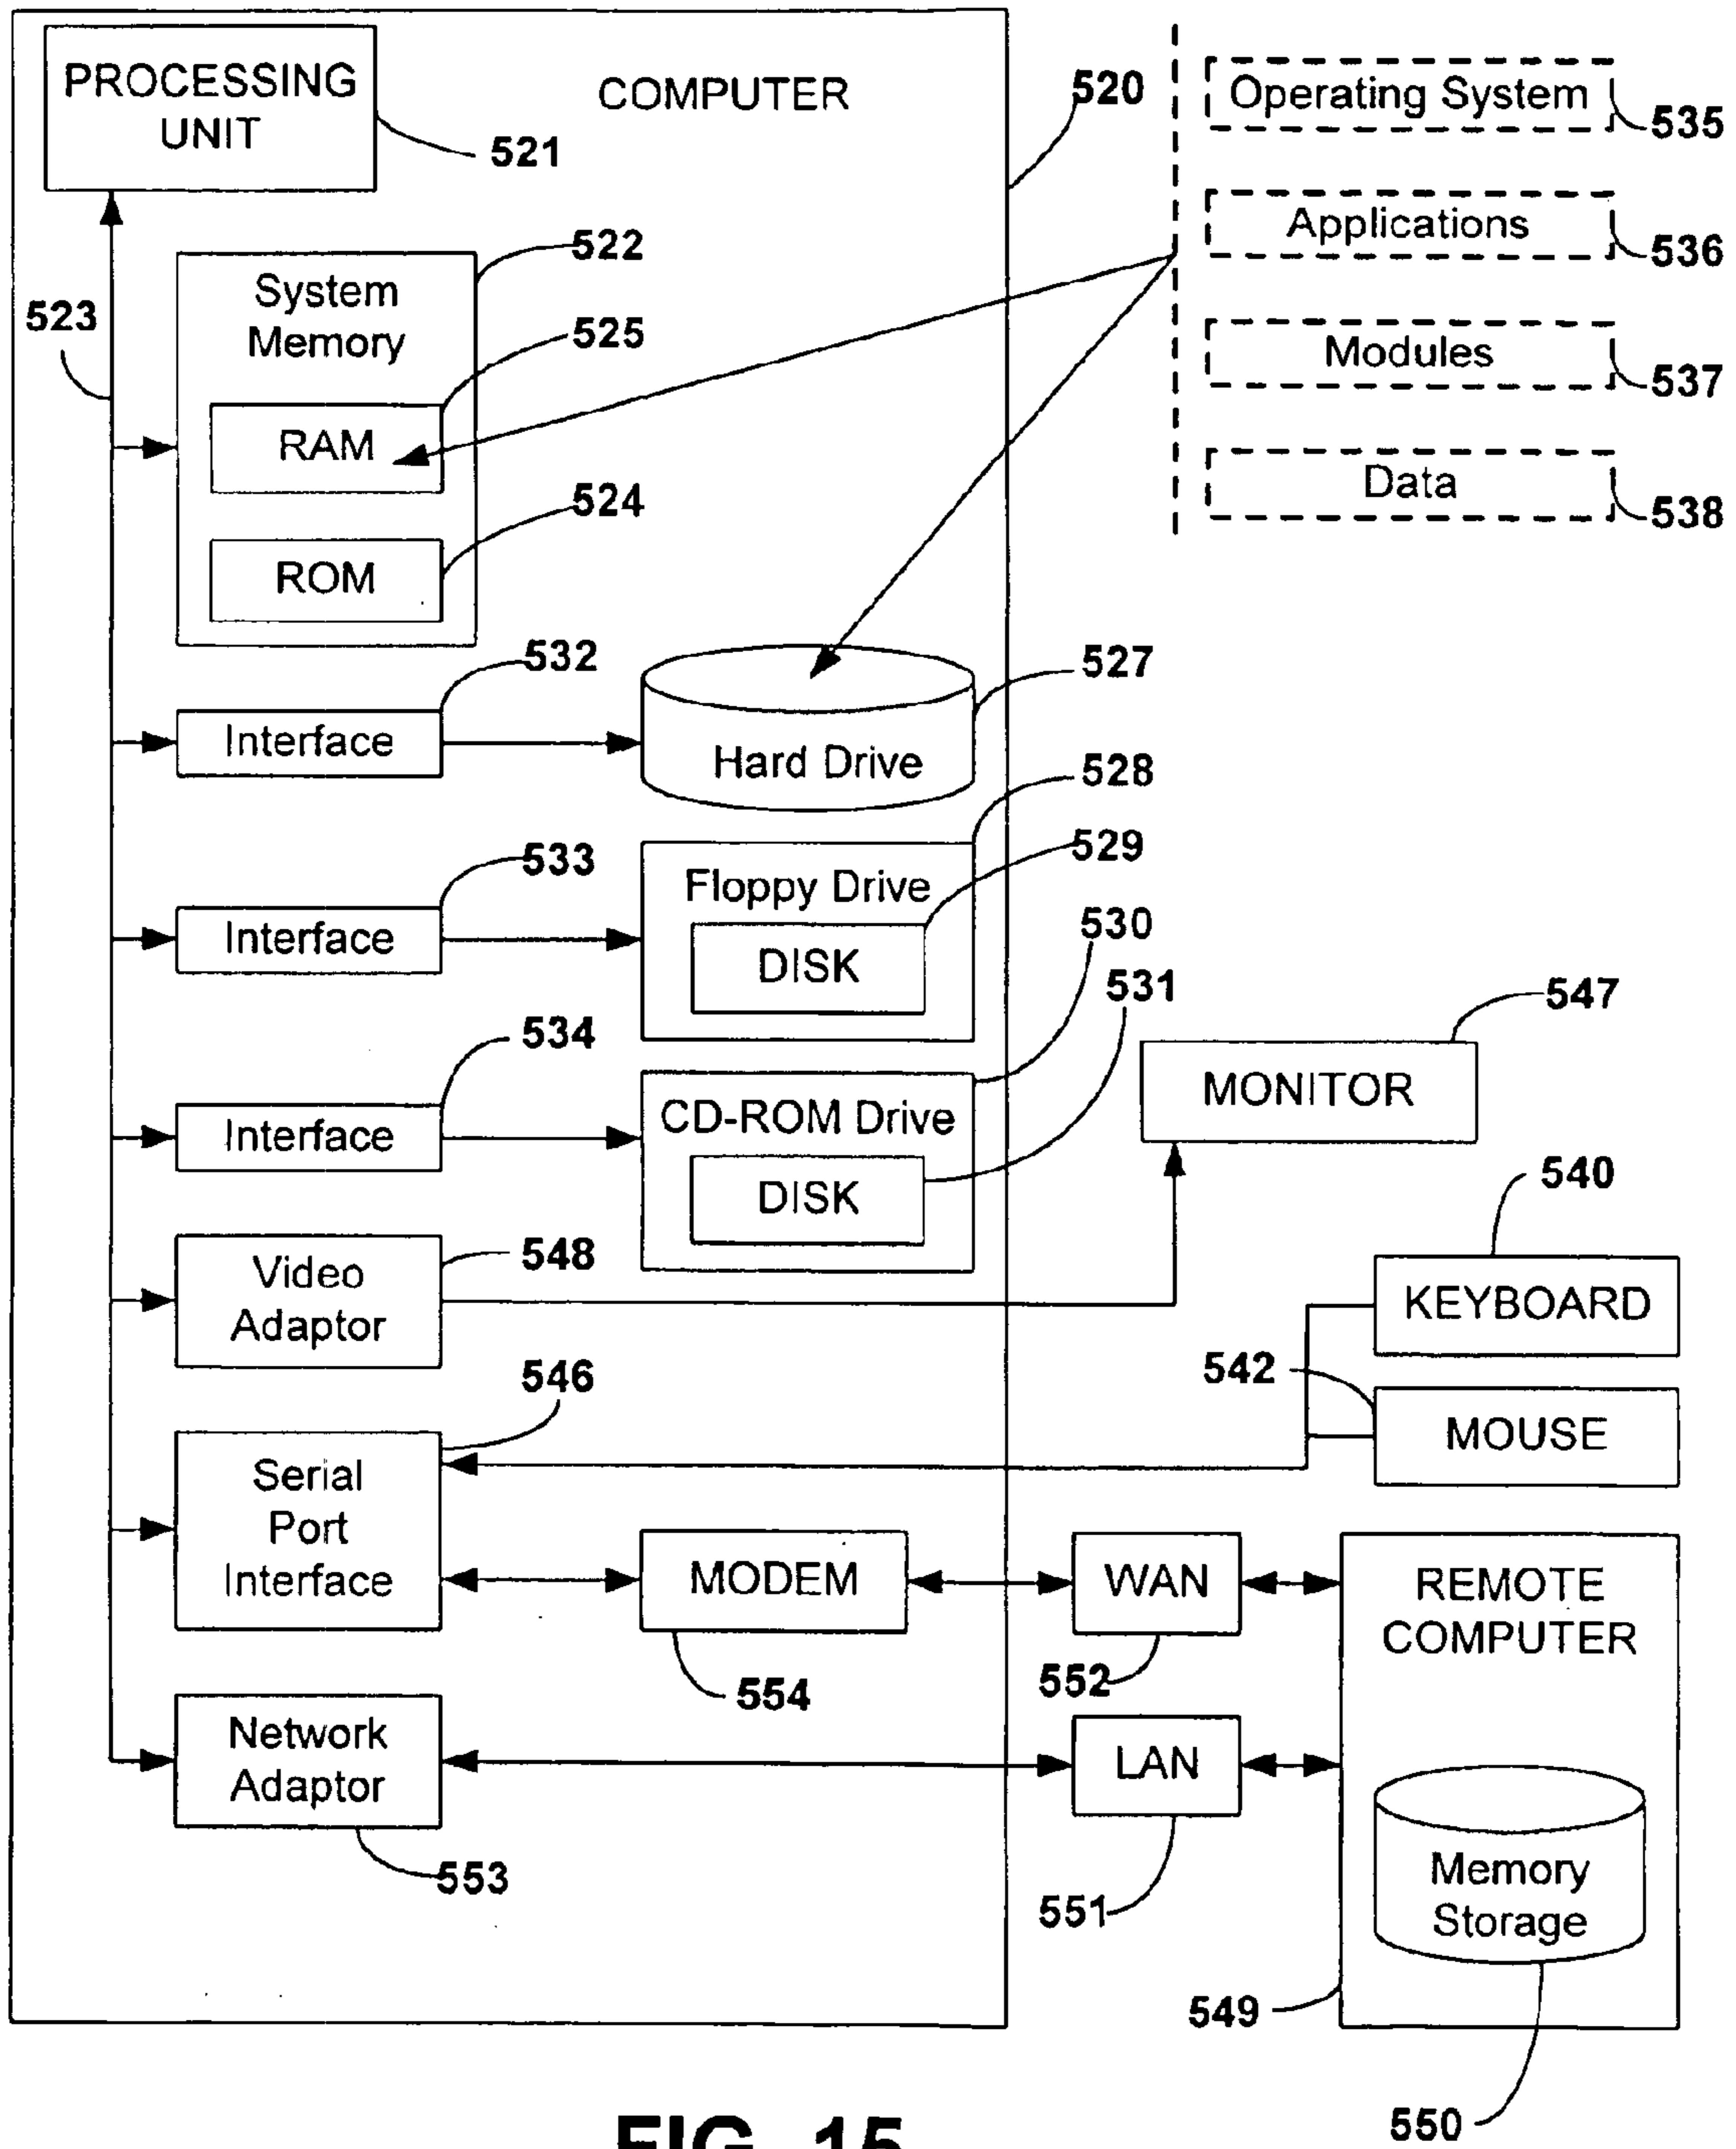 PROCESSING
UNIT
521
COMPUTER
520
Operating System
535
Applications
536
Modules
537
Data
538
523
522
System
Memory
525
RAM
524
ROM
532
Interface
527
Hard Drive
528
533
Interface
Floppy Drive
529
DISK
530
531
534
Interface
CD-ROM Drive
DISK
547
MONITOR
548
Video
Adaptor
540
KEYBOARD
542
MOUSE
546
Serial
Port
Interface
MODEM
554
WAN
552
REMOTE
COMPUTER
Network
Adaptor
553
LAN
551
Memory
Storage
549
550
FIG. 15